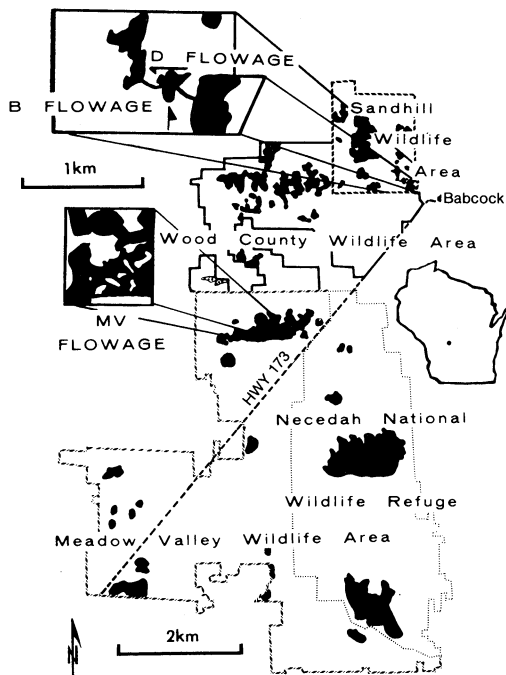 D FLOWAGE
B FLOWAGE
Sandhill
Wildlife
Area
1km
Babcock
Wood County Wildlife Area
MV
FLOWAGE
HWY 173
Necedah National
Wildlife Refuge
Meadow Valley Wildlife Area
2km
N